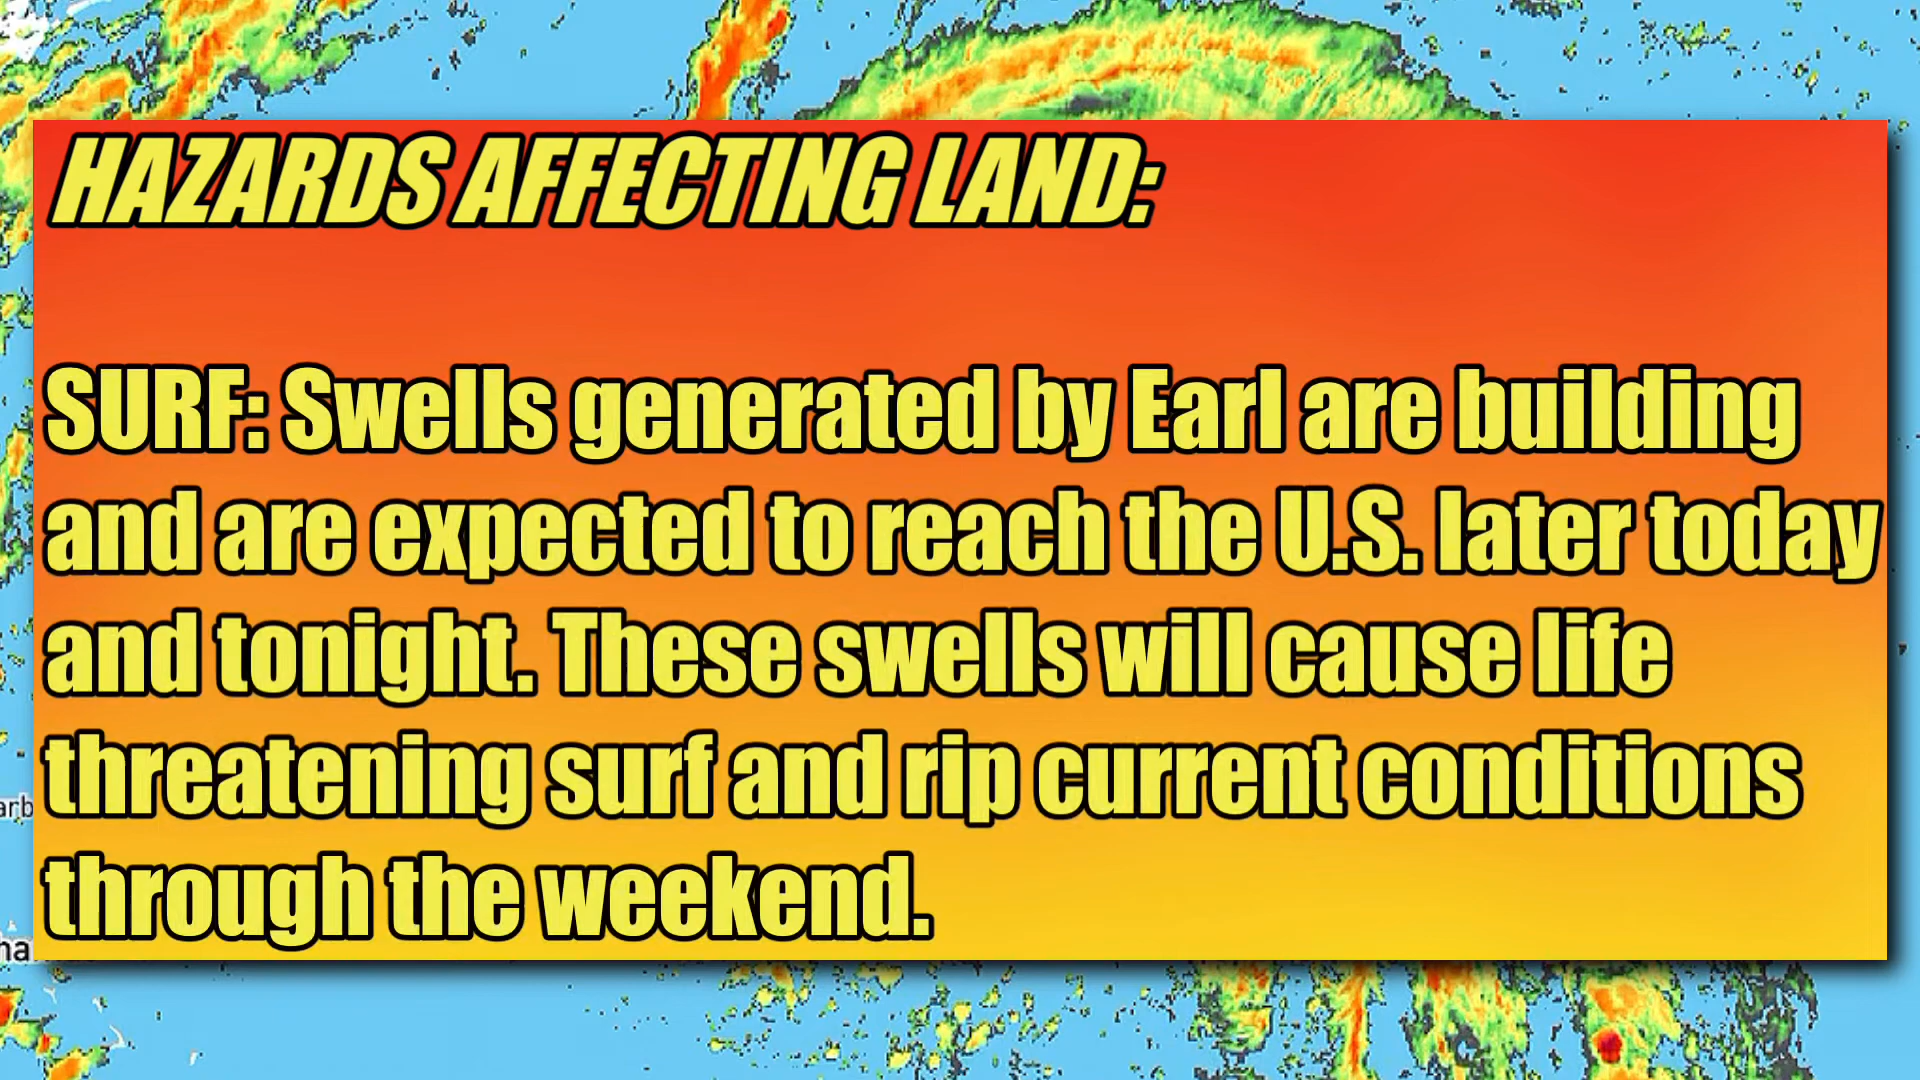 HAZARDS AFFECTING LAND:
SURF: Swells generated by Earl are building
and are expected to reach the U.S. later today
and tonight. These swells will cause life
threatening surf and rip current conditions
through the weekend.
arb